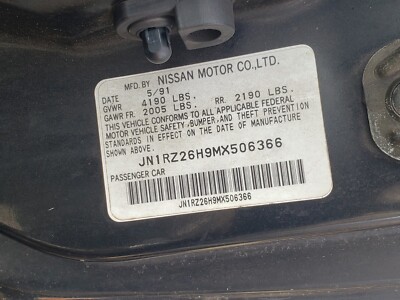 MFD. BY NISSAN MOTOR CO.,LTD.
DATE 5/91
GVWR 4190 LBS.
GAWR FR. 2005 LBS. RR. 2190 LBS.
THIS VEHICLE CONFORMS TO ALL APPLICABLE FEDERAL
MOTOR VEHICLE SAFETY, BUMPER, AND THEFT PREVENTION
STANDARDS IN EFFECT ON THE DATE OF MANUFACTURE
SHOWN ABOVE.
JN1RZ26H9MX506366
PASSENGER CAR
JN1RZ26H9MX506366